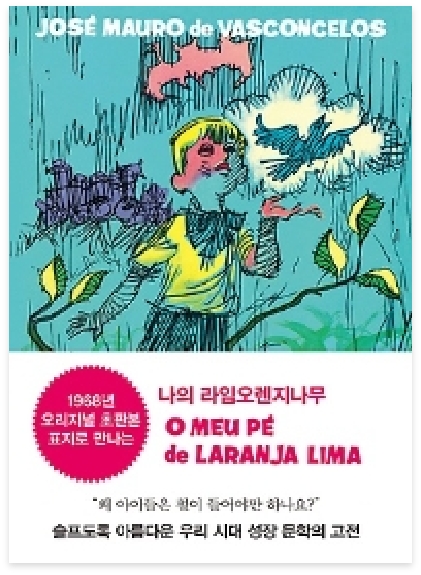 JOSÉ MAURO de VASCONCELOS
1968년
오리지널 초판본
표지로 만나는
나의 라임오렌지나무
O MEU PÉ
de LARANJA LIMA
“왜 아이들은 철이 들어야만 하나요?”
슬프도록 아름다운 우리 시대 성장 문학의 고전